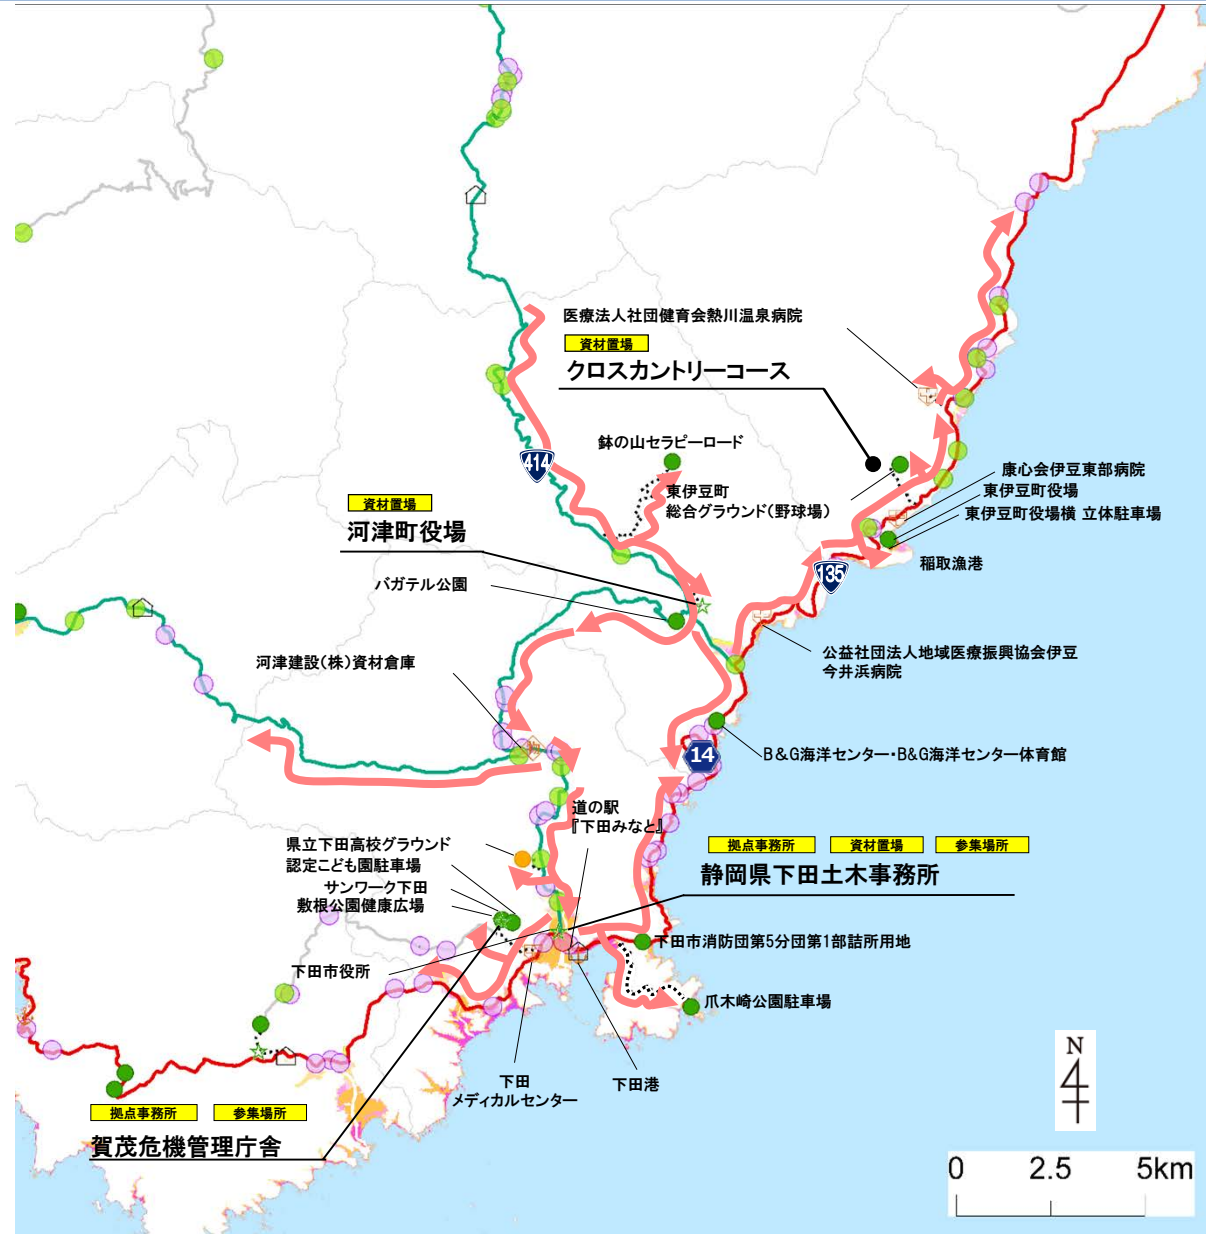 医療法人社団健育会熱川温泉病院
資材置場
クロスカントリーコース
鉢の山セラピーロード
414
東伊豆町
総合グラウンド(野球場)
康心会伊豆東部病院
東伊豆町役場
東伊豆町役場横 立体駐車場
稲取漁港
資材置場
河津町役場
135
バガテル公園
公益社団法人地域医療振興協会伊豆
今井浜病院
河津建設(株)資材倉庫
14
B&G海洋センター・B&G海洋センター体育館
道の駅
『下田みなと』
県立下田高校グラウンド
認定こども園駐車場
サンワーク下田
敷根公園健康広場
拠点事務所
資材置場
参集場所
静岡県下田土木事務所
下田市消防団第5分団第1部詰所用地
下田市役所
爪木崎公園駐車場
下田
メディカルセンター
下田港
拠点事務所
参集場所
賀茂危機管理庁舎
N
0 2.5 5km